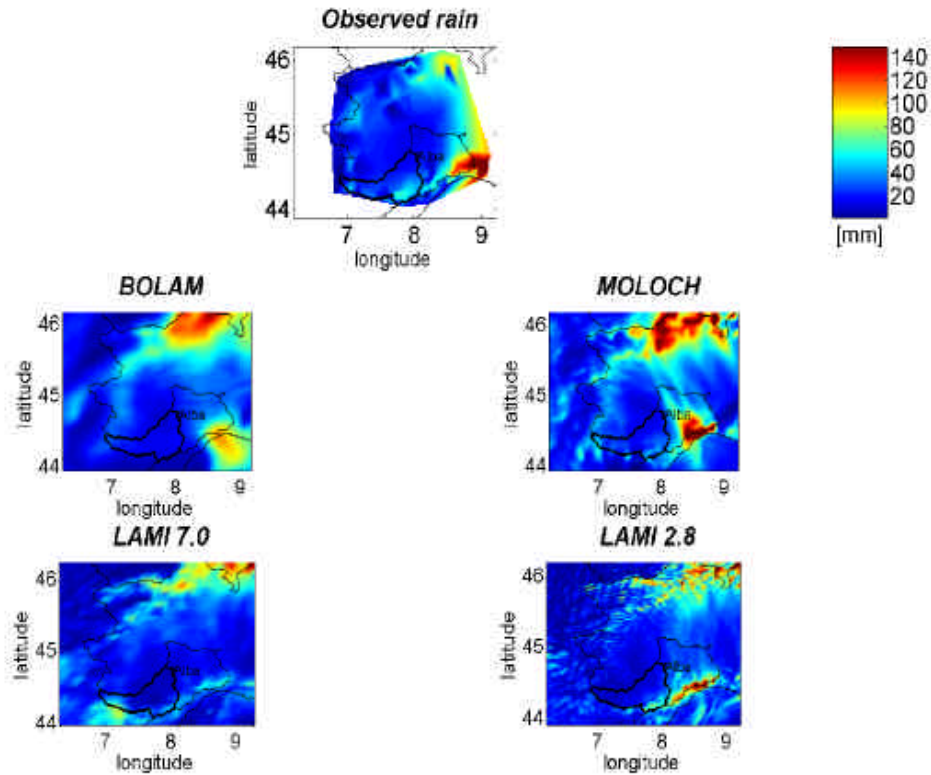 Observed rain
46
45
44
latitude
Alba
7 8 9
longitude
140
120
100
80
60
40
20
[mm]
BOLAM
46
45
44
latitude
Alba
7 8 9
longitude
MOLOCH
46
45
44
latitude
Alba
7 8 9
longitude
LAMI 7.0
46
45
44
latitude
Alba
7 8 9
longitude
LAMI 2.8
46
45
44
latitude
Alba
7 8 9
longitude